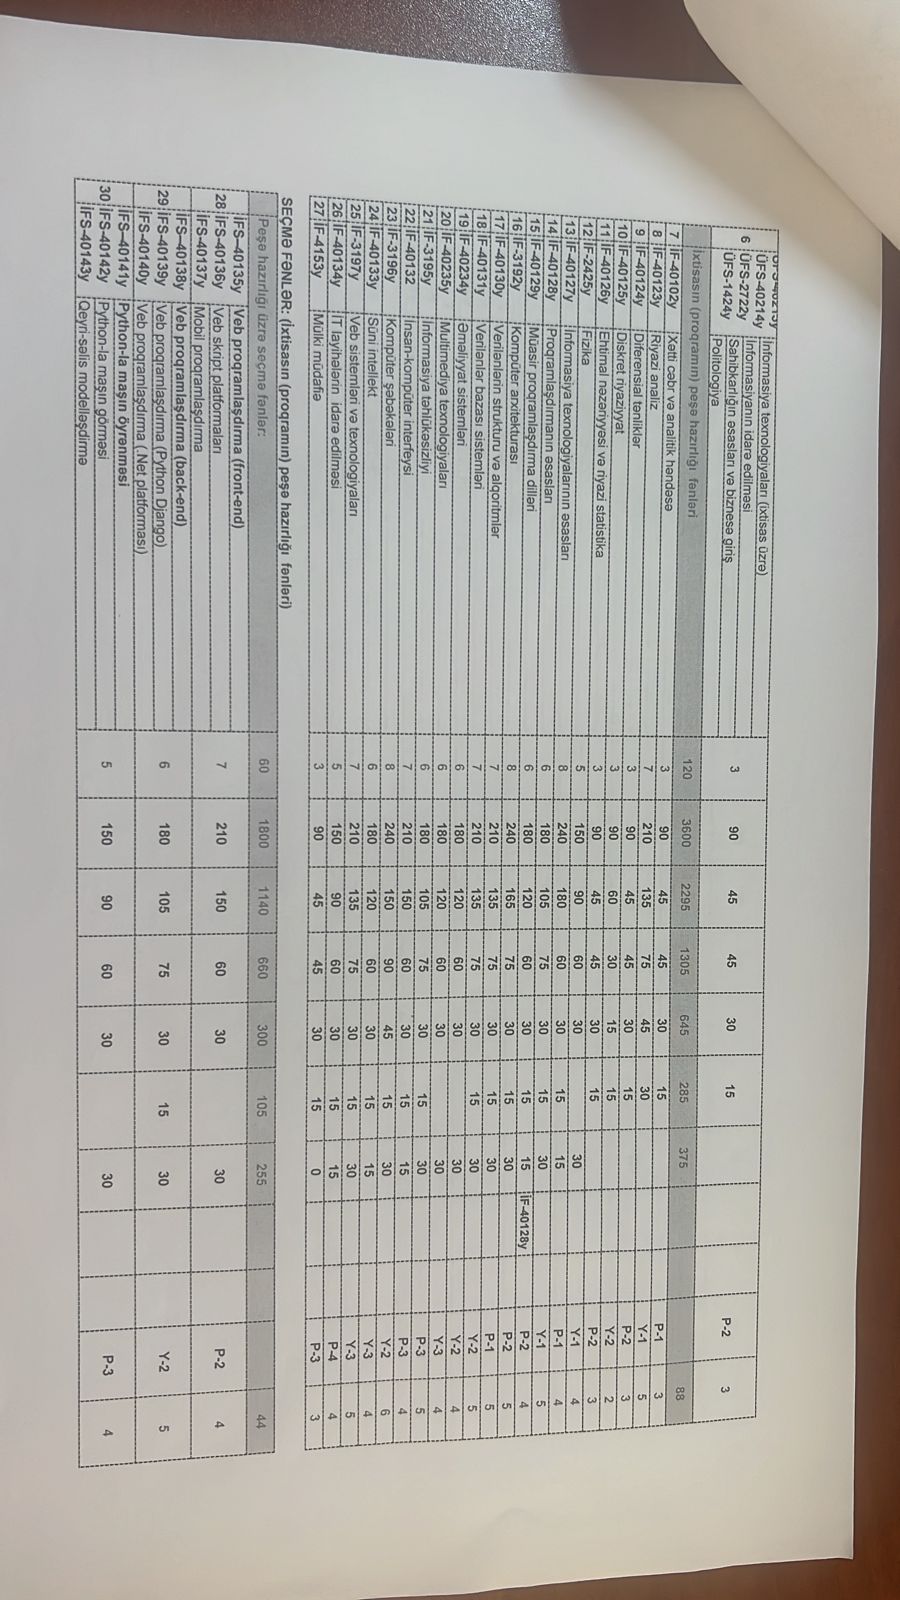 ÜFS-40213y
ÜFS-40214y İnformasiya texnologiyaları (ixtisas üzrə)
6 ÜFS-2722y İnformasiyanın idarə edilməsi 3 90 45 45 30 15 P-2 3
ÜFS-1424y Sahibkarlığın əsasları və biznesə giriş
Politologiya
İxtisasın (proqramın) peşə hazırlığı fənləri 120 3600 2295 1305 645 285 375 88
7 İF-40102y Xətti cəbr və analitik həndəsə 3 90 45 45 30 15 P-1 3
8 İF-40123y Riyazi analiz 7 210 135 75 45 30 Y-1 5
9 İF-40124y Diferensial tənliklər 3 90 45 45 30 15 P-2 3
10 İF-40125y Diskret riyaziyyat 3 90 60 30 15 15 Y-2 2
11 İF-40126y Ehtimal nəzəriyyəsi və riyazi statistika 3 90 45 45 30 15 P-2 3
12 İF-2425y Fizika 5 150 90 60 30 30 Y-1 4
13 İF-40127y İnformasiya texnologiyalarının əsasları 8 240 180 60 30 15 15 P-1 4
14 İF-40128y Proqramlaşdırmanın əsasları 6 180 105 75 30 15 30 Y-1 5
15 İF-40129y Müasir proqramlaşdırma dilləri 6 180 120 60 30 15 15 İF-40128y P-2 4
16 İF-3192y Kompüter arxitekturası 8 240 165 75 30 15 30 P-2 5
17 İF-40130y Verilənlərin strukturu və alqoritmlər 7 210 135 75 30 15 30 P-1 5
18 İF-40131y Verilənlər bazası sistemləri 7 210 135 75 30 15 30 Y-2 5
19 İF-40234y Əməliyyat sistemləri 6 180 120 60 30 30 Y-2 4
20 İF-40235y Multimediya texnologiyaları 6 180 120 60 30 30 Y-3 4
21 İF-3195y İnformasiya təhlükəsizliyi 6 180 105 75 30 15 30 P-3 5
22 İF-40132 İnsan-kompüter interfeysi 7 210 150 60 30 15 15 P-3 4
23 İF-3196y Kompüter şəbəkələri 8 240 150 90 45 15 30 Y-2 6
24 İF-40133y Süni intellekt 6 180 120 60 30 15 15 Y-3 4
25 İF-3197y Veb sistemləri və texnologiyaları 7 210 135 75 30 15 30 Y-3 5
26 İF-40134y İT layihələrin idarə edilməsi 5 150 90 60 30 15 15 P-4 4
27 İF-4153y Mülki müdafiə 3 90 45 45 30 15 0 P-3 3
SEÇMƏ FƏNLƏR: (İxtisasın (proqramın) peşə hazırlığı fənləri)
Peşə hazırlığı üzrə seçmə fənlər: 60 1800 1140 660 300 105 255 44
İFS–40135y Veb proqramlaşdırma (front-end)
28 İFS–40136y Veb skript platformaları 7 210 150 60 30 30 P-2 4
İFS–40137y Mobil proqramlaşdırma
İFS–40138y Veb proqramlaşdırma (back-end)
29 İFS–40139y Veb proqramlaşdırma (Python Django) 6 180 105 75 30 15 30 Y-2 5
İFS–40140y Veb proqramlaşdırma (.Net platforması)
İFS–40141y Python-la maşın öyrənməsi
30 İFS-40142y Python-la maşın görməsi 5 150 90 60 30 30 P-3 4
İFS-40143y Qeyri-səlis modelləşdirmə